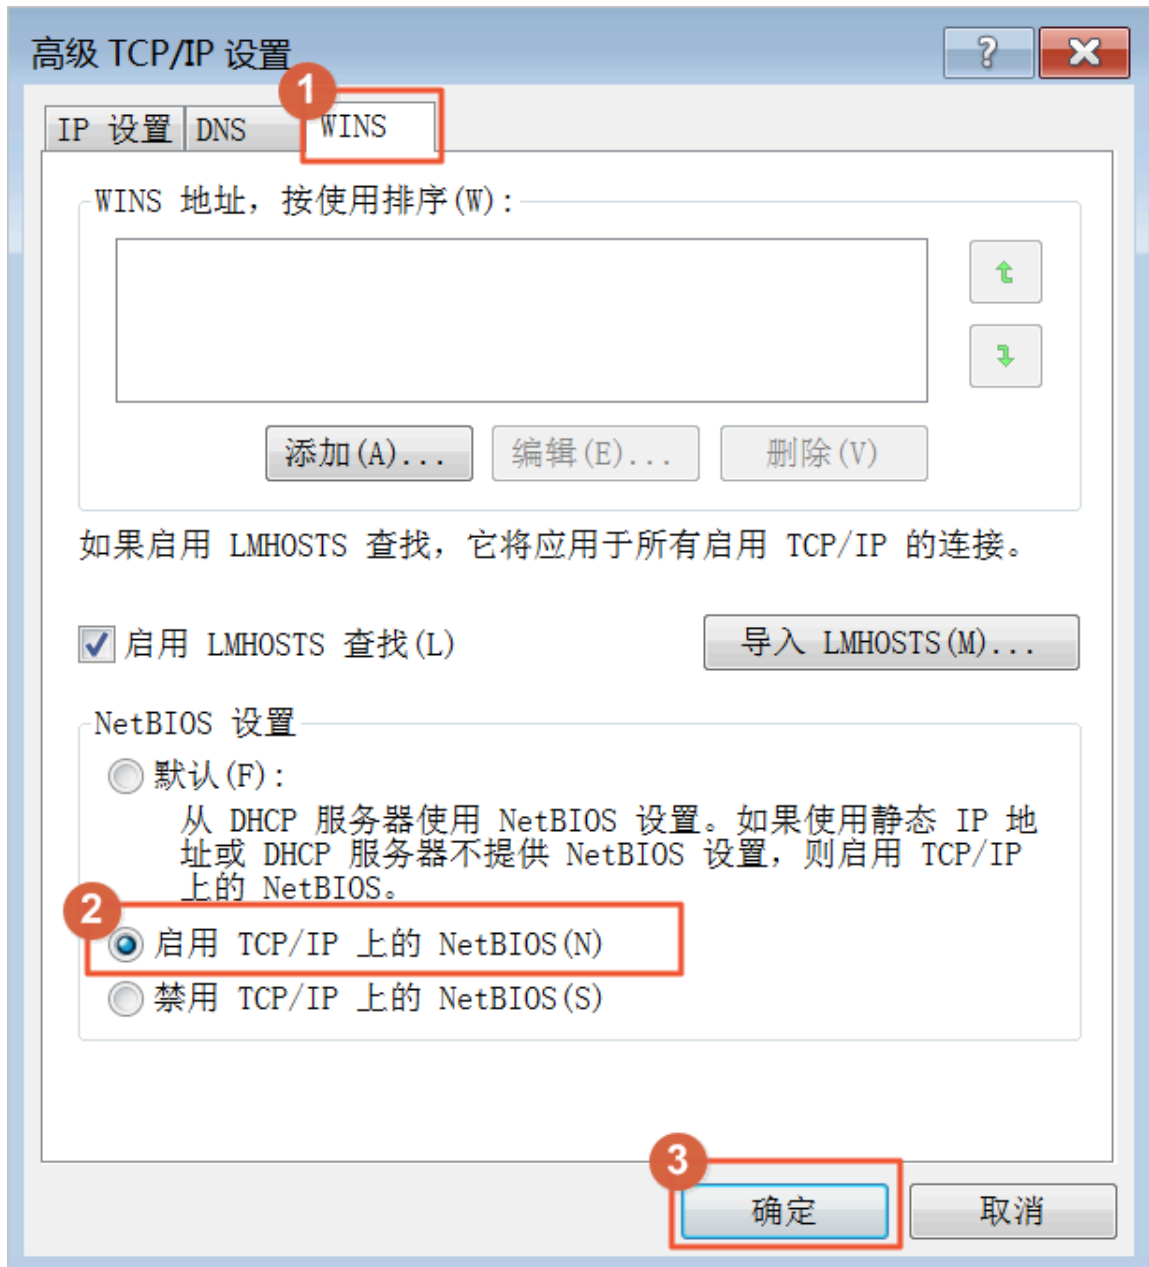 高级 TCP/IP 设置
1
IP 设置 DNS WINS
WINS 地址，按使用排序(W):
添加(A)... 编辑(E)... 删除(V)
如果启用 LMHOSTS 查找，它将应用于所有启用 TCP/IP 的连接。
启用 LMHOSTS 查找(L) 导入 LMHOSTS(M)...
NetBIOS 设置
默认(F):
从 DHCP 服务器使用 NetBIOS 设置。如果使用静态 IP 地
址或 DHCP 服务器不提供 NetBIOS 设置，则启用 TCP/IP
上的 NetBIOS。
2
启用 TCP/IP 上的 NetBIOS(N)
禁用 TCP/IP 上的 NetBIOS(S)
3
确定 取消